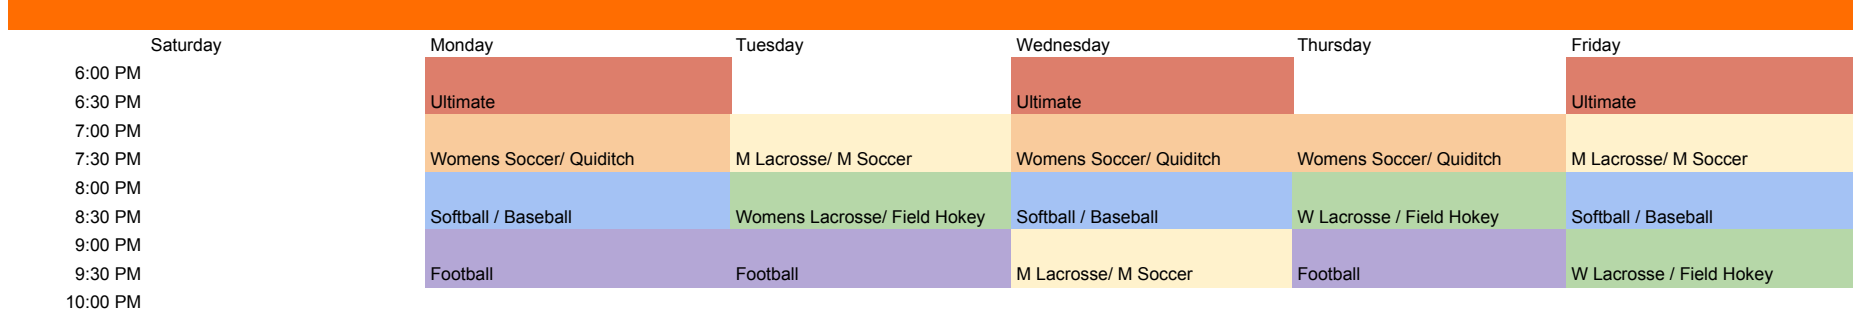 Saturday Monday Tuesday Wednesday Thursday Friday
6:00 PM
6:30 PM Ultimate Ultimate Ultimate
7:00 PM
7:30 PM Womens Soccer/ Quiditch M Lacrosse/ M Soccer Womens Soccer/ Quiditch Womens Soccer/ Quiditch M Lacrosse/ M Soccer
8:00 PM
8:30 PM Softball / Baseball Womens Lacrosse/ Field Hokey Softball / Baseball W Lacrosse / Field Hokey Softball / Baseball
9:00 PM
9:30 PM Football Football M Lacrosse/ M Soccer Football W Lacrosse / Field Hokey
10:00 PM